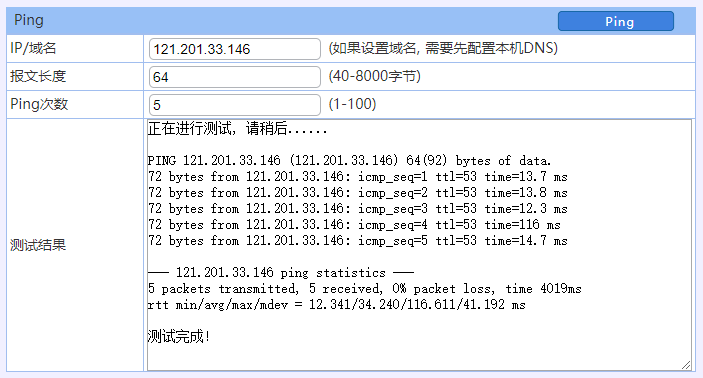 Ping
Ping
IP/域名 121.201.33.146 (如果设置域名, 需要先配置本机DNS)
报文长度 64 (40-8000字节)
Ping次数 5 (1-100)
测试结果
正在进行测试, 请稍后......
PING 121.201.33.146 (121.201.33.146) 64(92) bytes of data.
72 bytes from 121.201.33.146: icmp_seq=1 ttl=53 time=13.7 ms
72 bytes from 121.201.33.146: icmp_seq=2 ttl=53 time=13.8 ms
72 bytes from 121.201.33.146: icmp_seq=3 ttl=53 time=12.3 ms
72 bytes from 121.201.33.146: icmp_seq=4 ttl=53 time=116 ms
72 bytes from 121.201.33.146: icmp_seq=5 ttl=53 time=14.7 ms
--- 121.201.33.146 ping statistics ---
5 packets transmitted, 5 received, 0% packet loss, time 4019ms
rtt min/avg/max/mdev = 12.341/34.240/116.611/41.192 ms
测试完成!